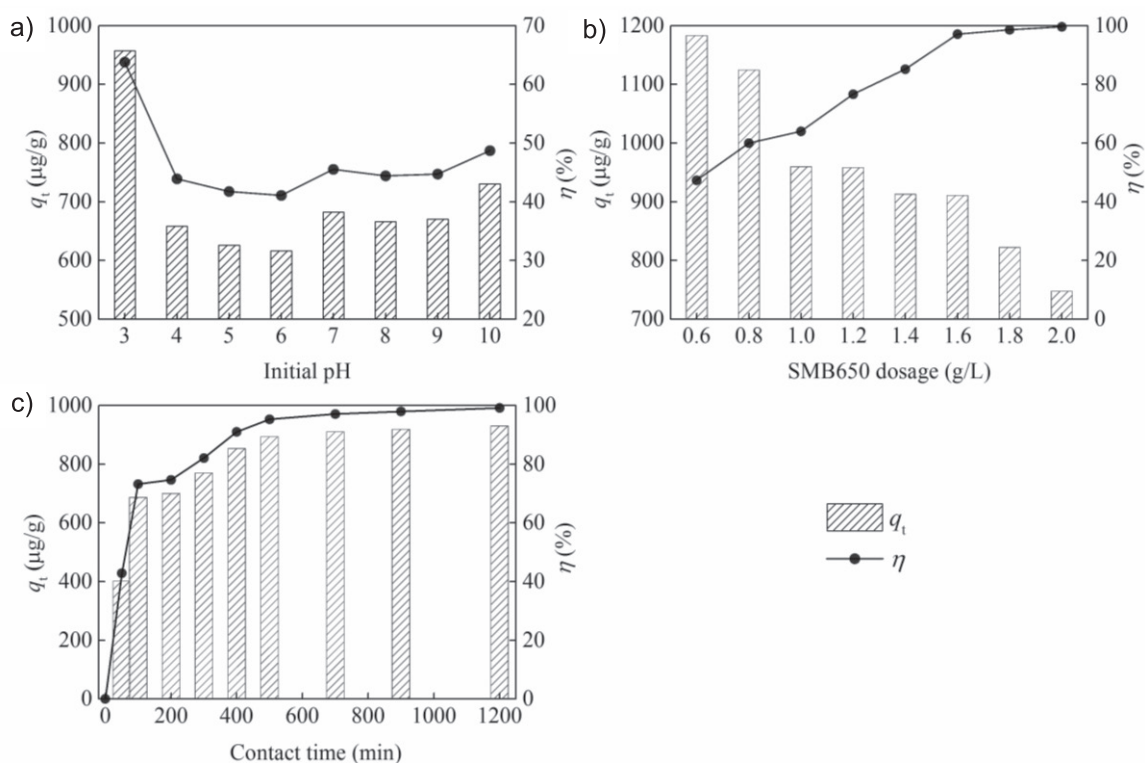 a)
1000
900
800
700
600
500
qt (µg/g)
70
60
50
40
30
20
η (%)
3 4 5 6 7 8 9 10
Initial pH
b)
1200
1100
1000
900
800
700
qt (µg/g)
100
80
60
40
20
0
η (%)
0.6 0.8 1.0 1.2 1.4 1.6 1.8 2.0
SMB650 dosage (g/L)
c)
1000
800
600
400
200
0
qt (µg/g)
100
80
60
40
20
0
η (%)
0 200 400 600 800 1000 1200
Contact time (min)
qt
η